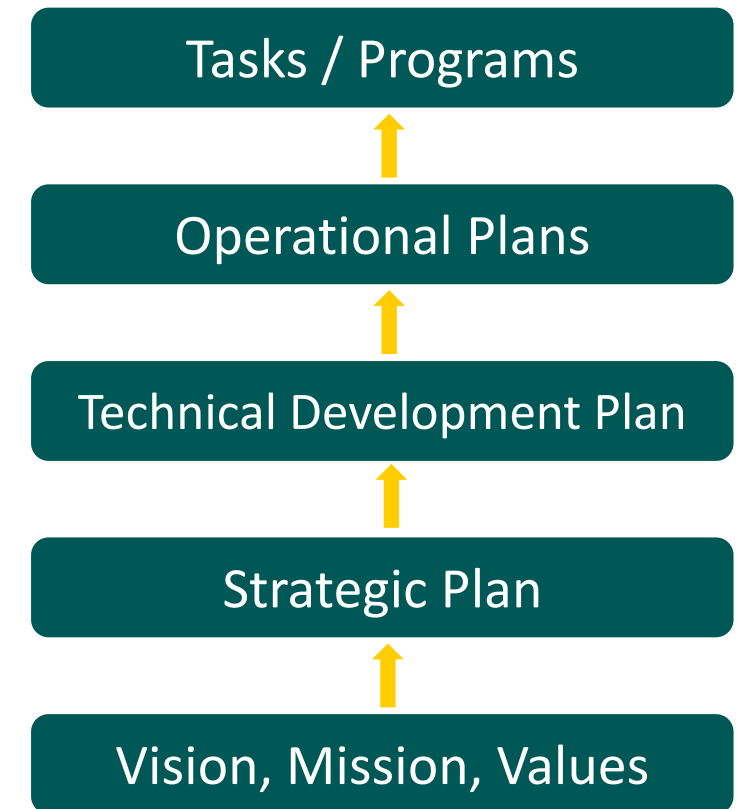 Tasks / Programs
Operational Plans
Technical Development Plan
Strategic Plan
Vision, Mission, Values